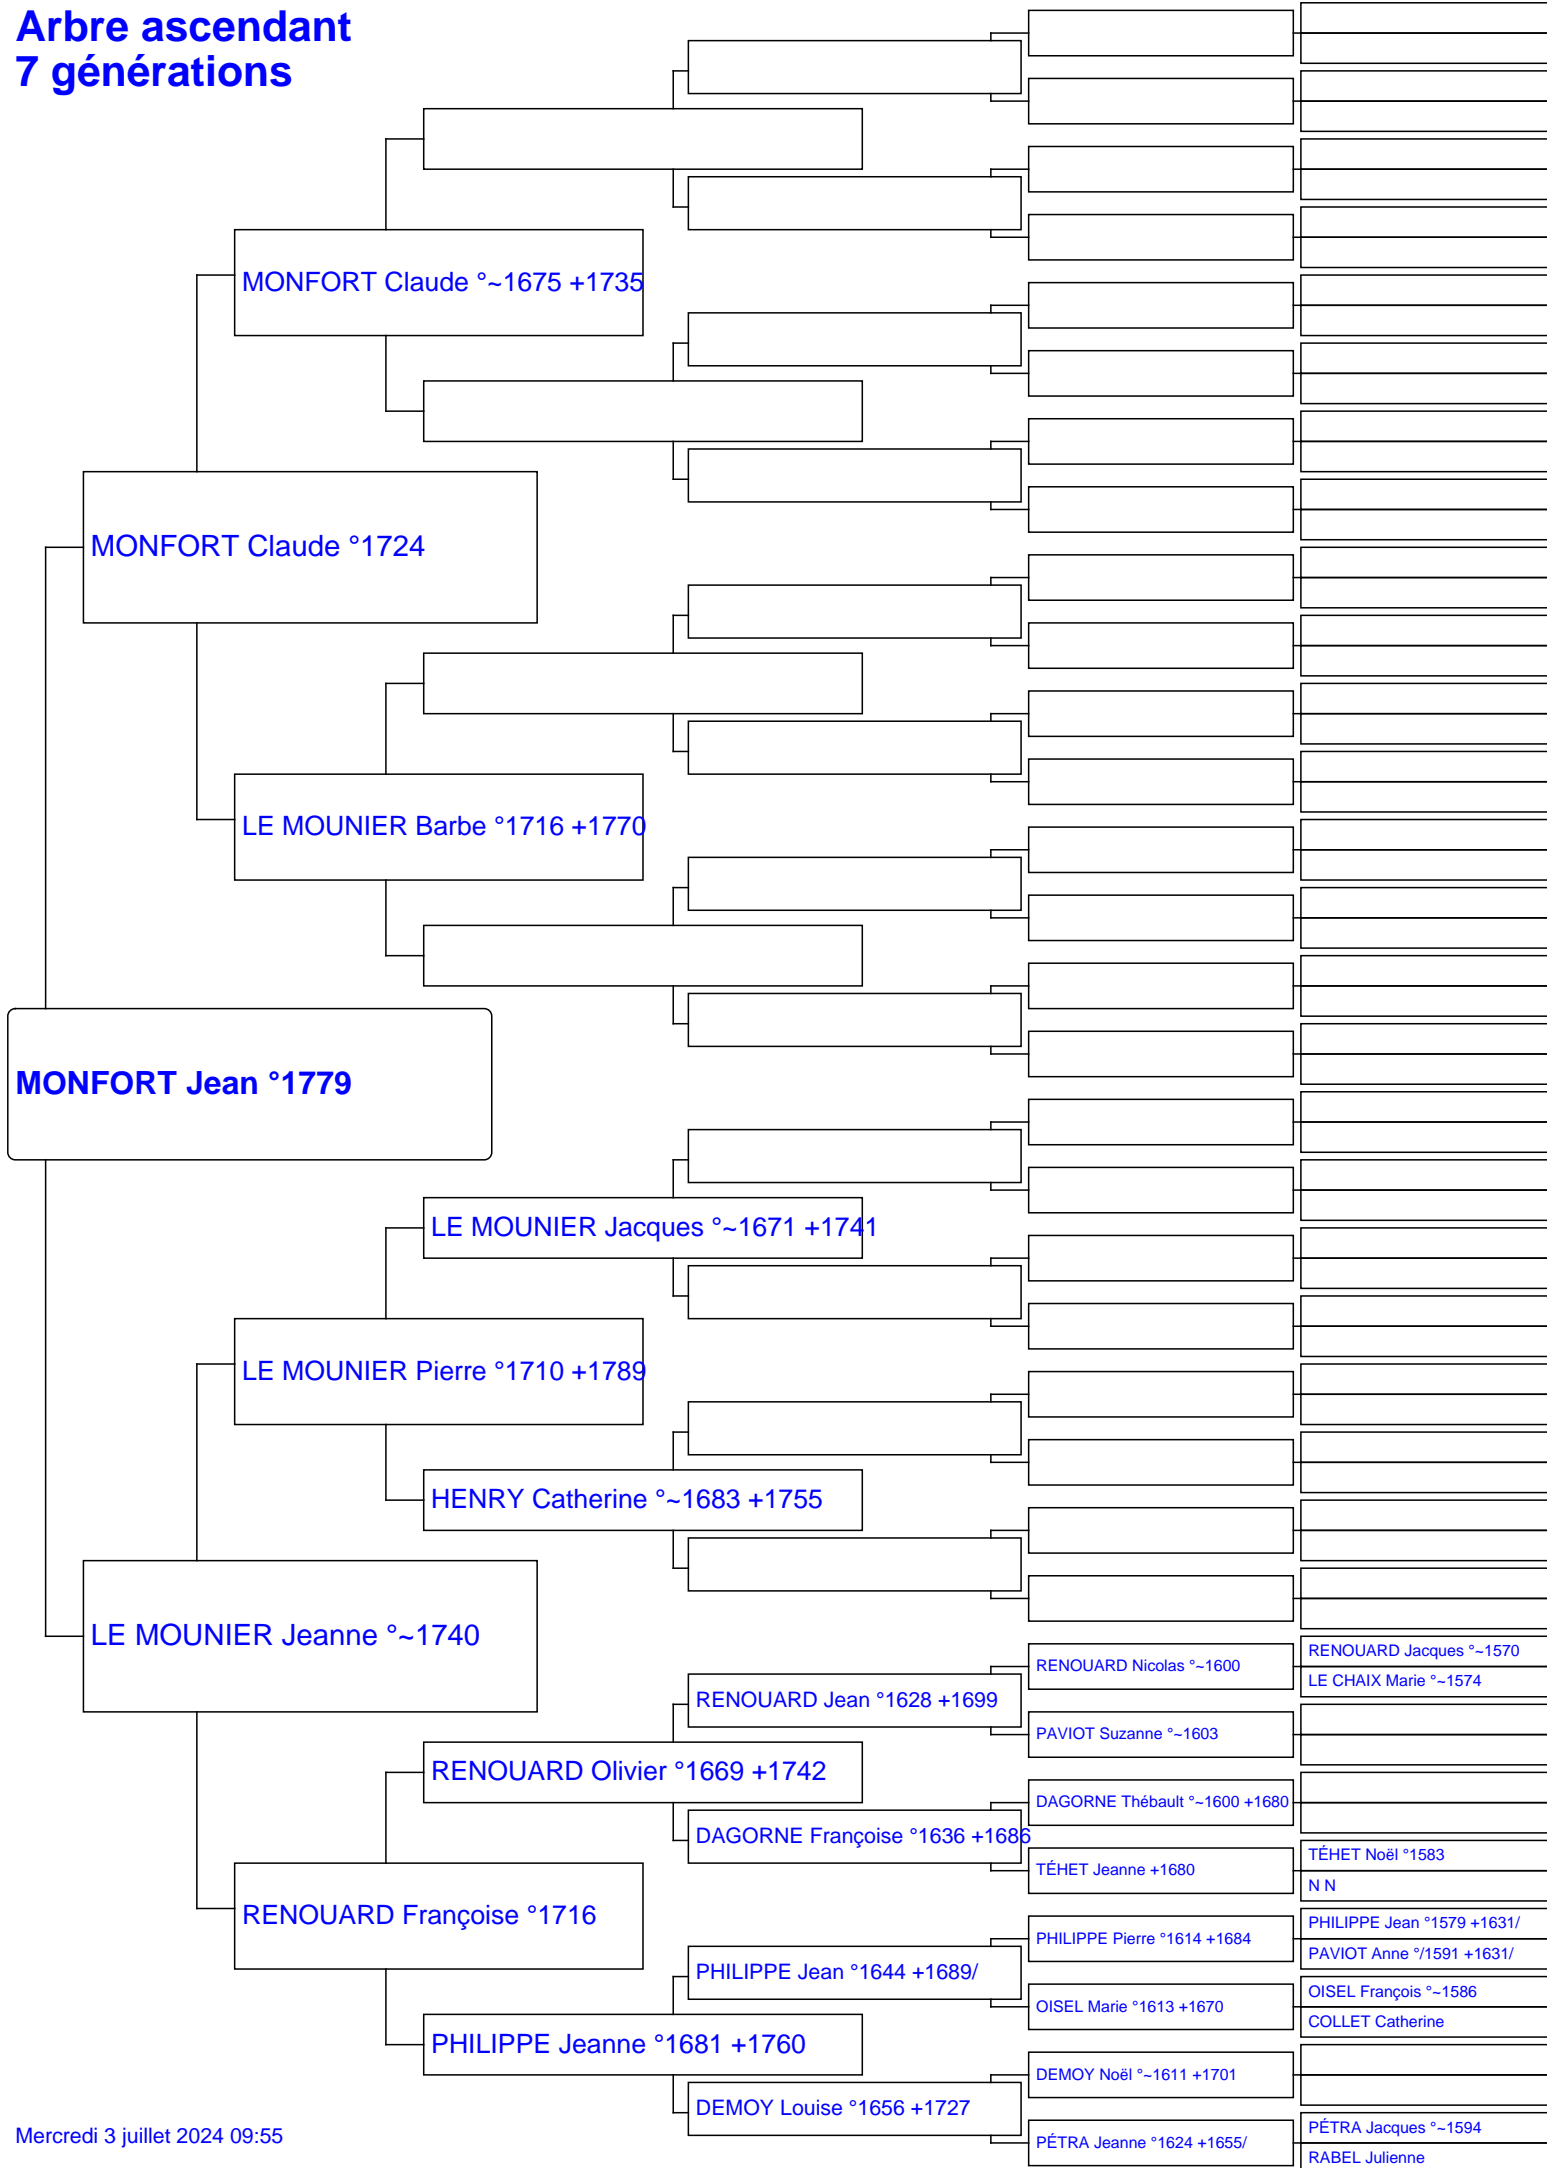 Arbre ascendant
7 générations
MONFORT Claude °~1675 +1735
MONFORT Claude °1724
LE MOUNIER Barbe °1716 +1770
MONFORT Jean °1779
LE MOUNIER Jacques °~1671 +1741
LE MOUNIER Pierre °1710 +1789
HENRY Catherine °~1683 +1755
LE MOUNIER Jeanne °~1740
RENOUARD Jacques °~1570
RENOUARD Nicolas °~1600
LE CHAIX Marie °~1574
RENOUARD Jean °1628 +1699
PAVIOT Suzanne °~1603
RENOUARD Olivier °1669 +1742
DAGORNE Thébault °~1600 +1680
DAGORNE Françoise °1636 +1686
TÉHET Noël °1583
TÉHET Jeanne +1680
N N
RENOUARD Françoise °1716
PHILIPPE Jean °1579 +1631/
PHILIPPE Pierre °1614 +1684
PAVIOT Anne °/1591 +1631/
PHILIPPE Jean °1644 +1689/
OISEL François °~1586
OISEL Marie °1613 +1670
COLLET Catherine
PHILIPPE Jeanne °1681 +1760
DEMOY Noël °~1611 +1701
DEMOY Louise °1656 +1727
PÉTRA Jacques °~1594
PÉTRA Jeanne °1624 +1655/
RABEL Julienne
Mercredi 3 juillet 2024 09:55